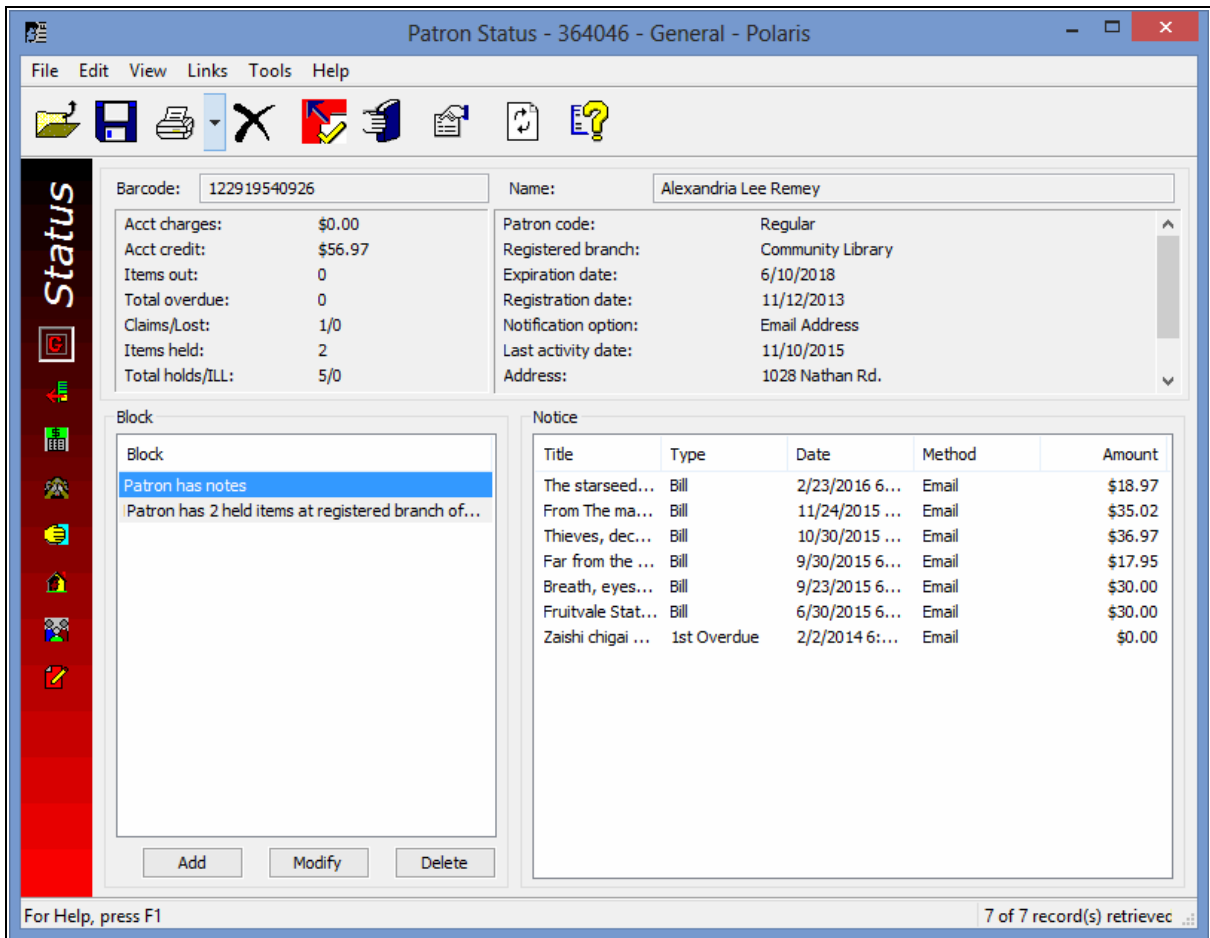 Patron Status - 364046 - General - Polaris
File Edit View Links Tools Help
Status
Barcode: 122919540926 Name: Alexandria Lee Remey
Acct charges: $0.00 Patron code: Regular
Acct credit: $56.97 Registered branch: Community Library
Items out: 0 Expiration date: 6/10/2018
Total overdue: 0 Registration date: 11/12/2013
Claims/Lost: 1/0 Notification option: Email Address
Items held: 2 Last activity date: 11/10/2015
Total holds/ILL: 5/0 Address: 1028 Nathan Rd.
G
Block Notice
Block Title Type Date Method Amount
Patron has notes The starseed... Bill 2/23/2016 6... Email $18.97
Patron has 2 held items at registered branch of... From The ma... Bill 11/24/2015 ... Email $35.02
Thieves, dec... Bill 10/30/2015 ... Email $36.97
Far from the ... Bill 9/30/2015 6... Email $17.95
Breath, eyes... Bill 9/23/2015 6... Email $30.00
Fruitvale Stat... Bill 6/30/2015 6... Email $30.00
Zaishi chigai ... 1st Overdue 2/2/2014 6:... Email $0.00
Add Modify Delete
For Help, press F1 7 of 7 record(s) retrievec